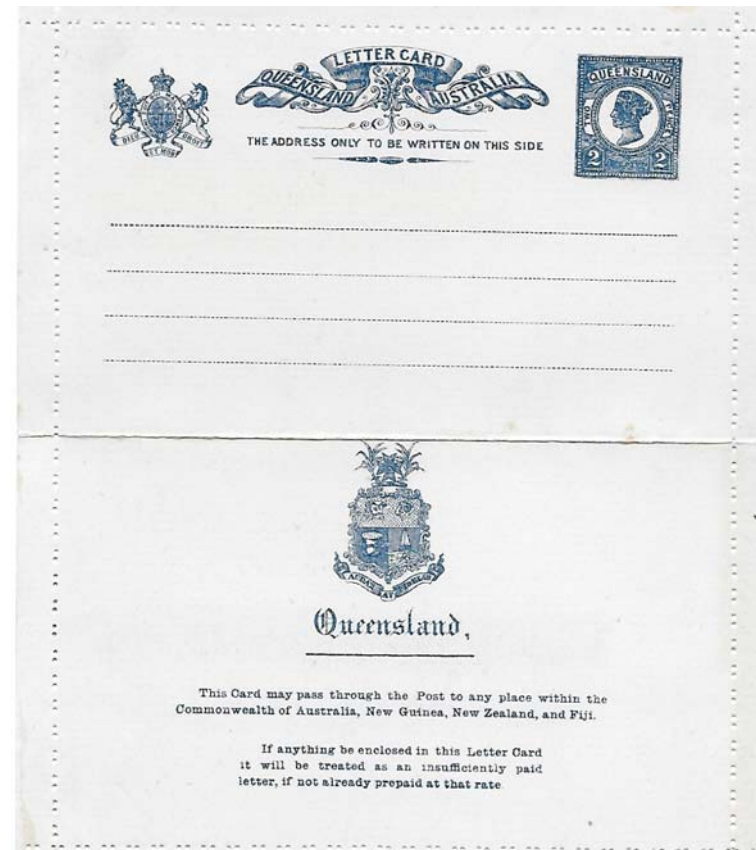 LETTER CARD
QUEENSLAND AUSTRALIA
QUEENSLAND
TWO PENCE
2 2
DIEU ET MON DROIT
THE ADDRESS ONLY TO BE WRITTEN ON THIS SIDE
AUDAX AT FIDELIS
Queensland,
This Card may pass through the Post to any place within the
Commonwealth of Australia, New Guinea, New Zealand, and Fiji.
If anything be enclosed in this Letter Card
it will be treated as an insufficiently paid
letter, if not already prepaid at that rate